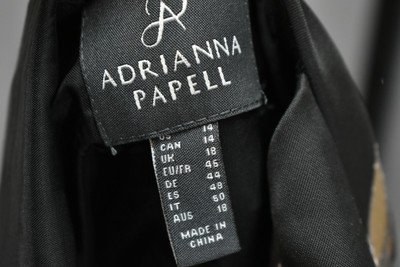 ADRIANNA
PAPELL
US 14
CAN 14
UK 18
EU/FR 46
DE 44
ES 48
IT 50
AUS 18
MADE IN
CHINA